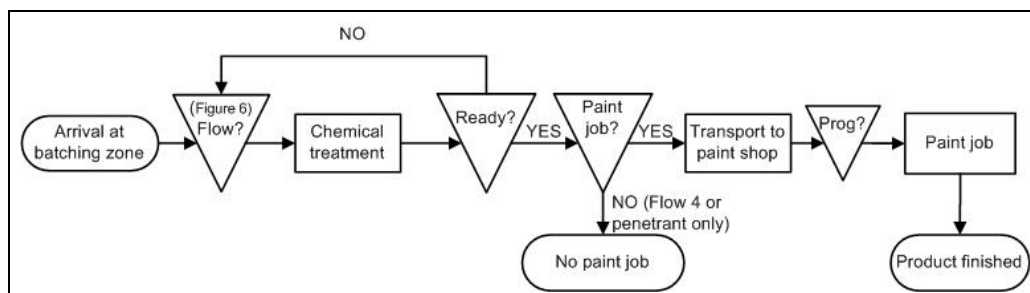 NO
(Figure 6)
Flow?
Ready?
Paint
job?
Prog?
Arrival at
batching zone
Chemical
treatment
YES
YES
Transport to
paint shop
Paint job
NO (Flow 4 or
penetrant only)
No paint job
Product finished